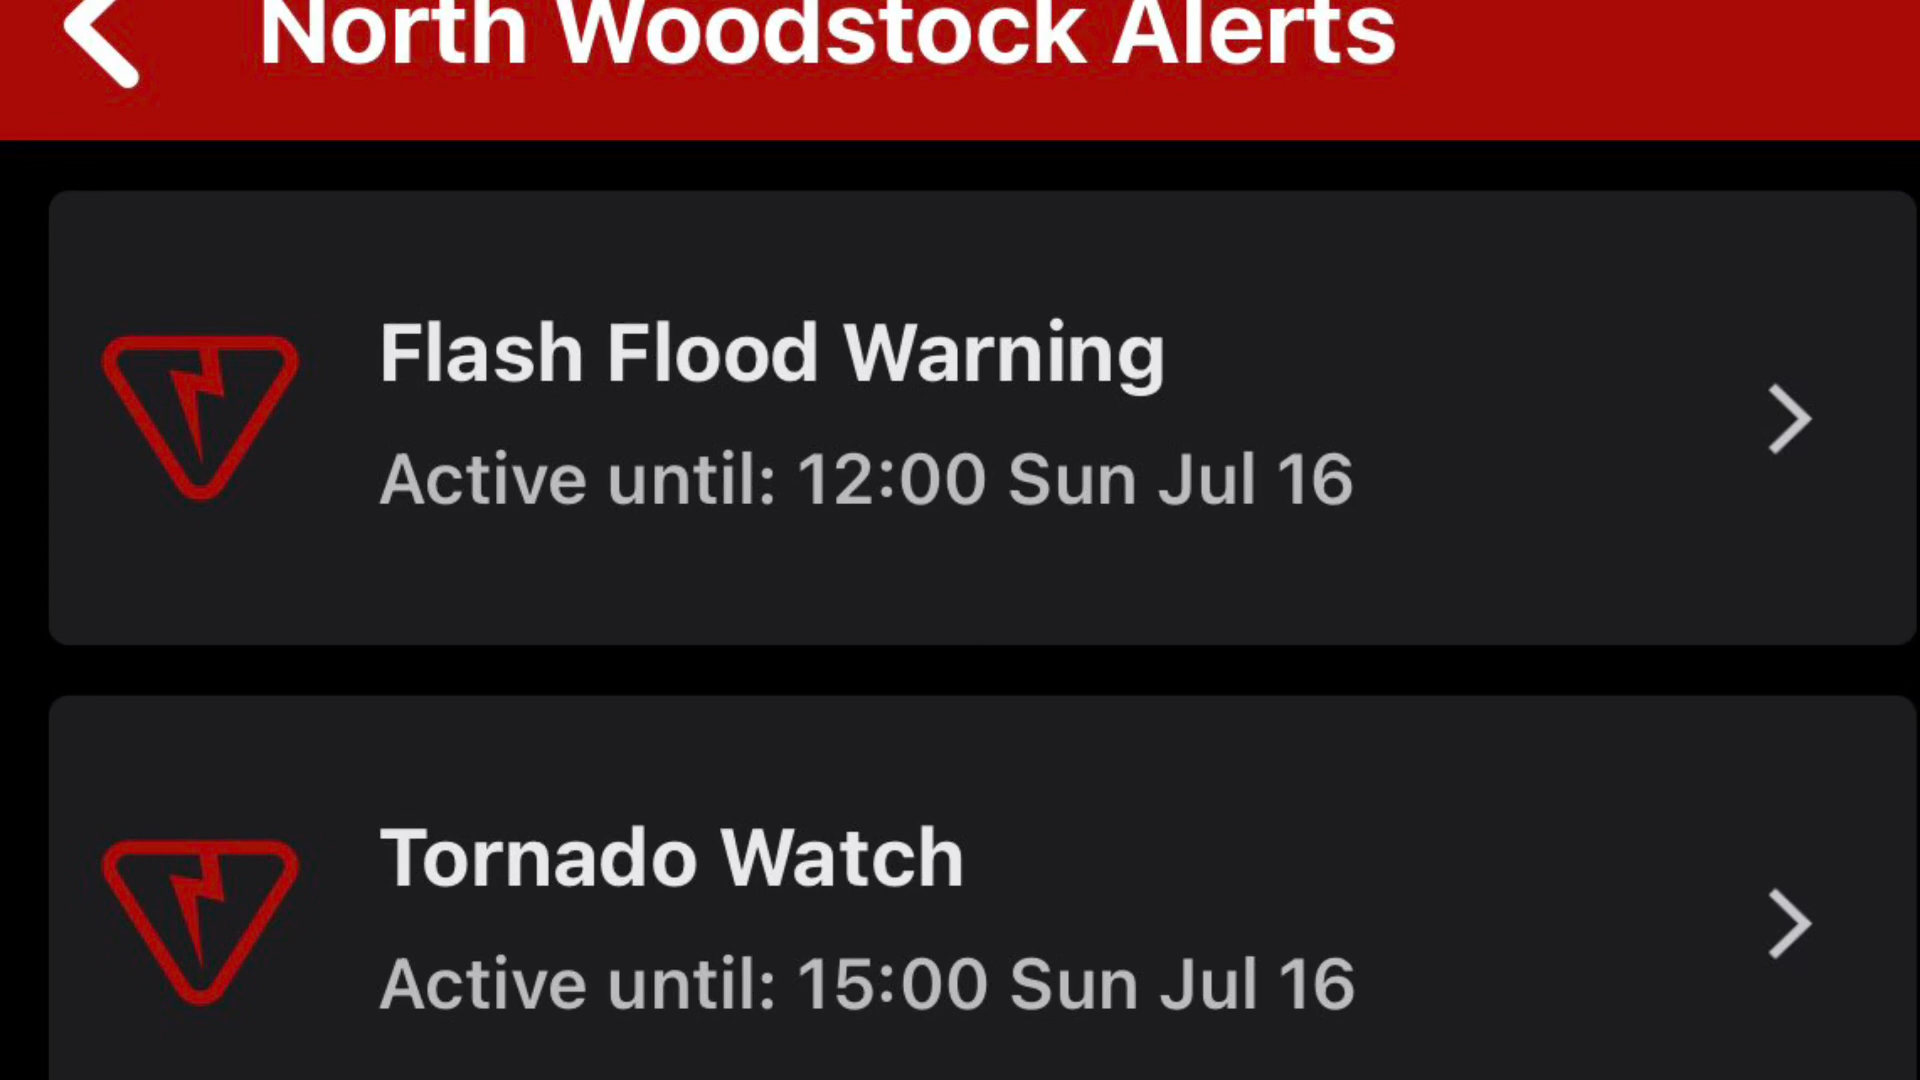 North Woodstock Alerts
Flash Flood Warning
Active until: 12:00 Sun Jul 16
Tornado Watch
Active until: 15:00 Sun Jul 16